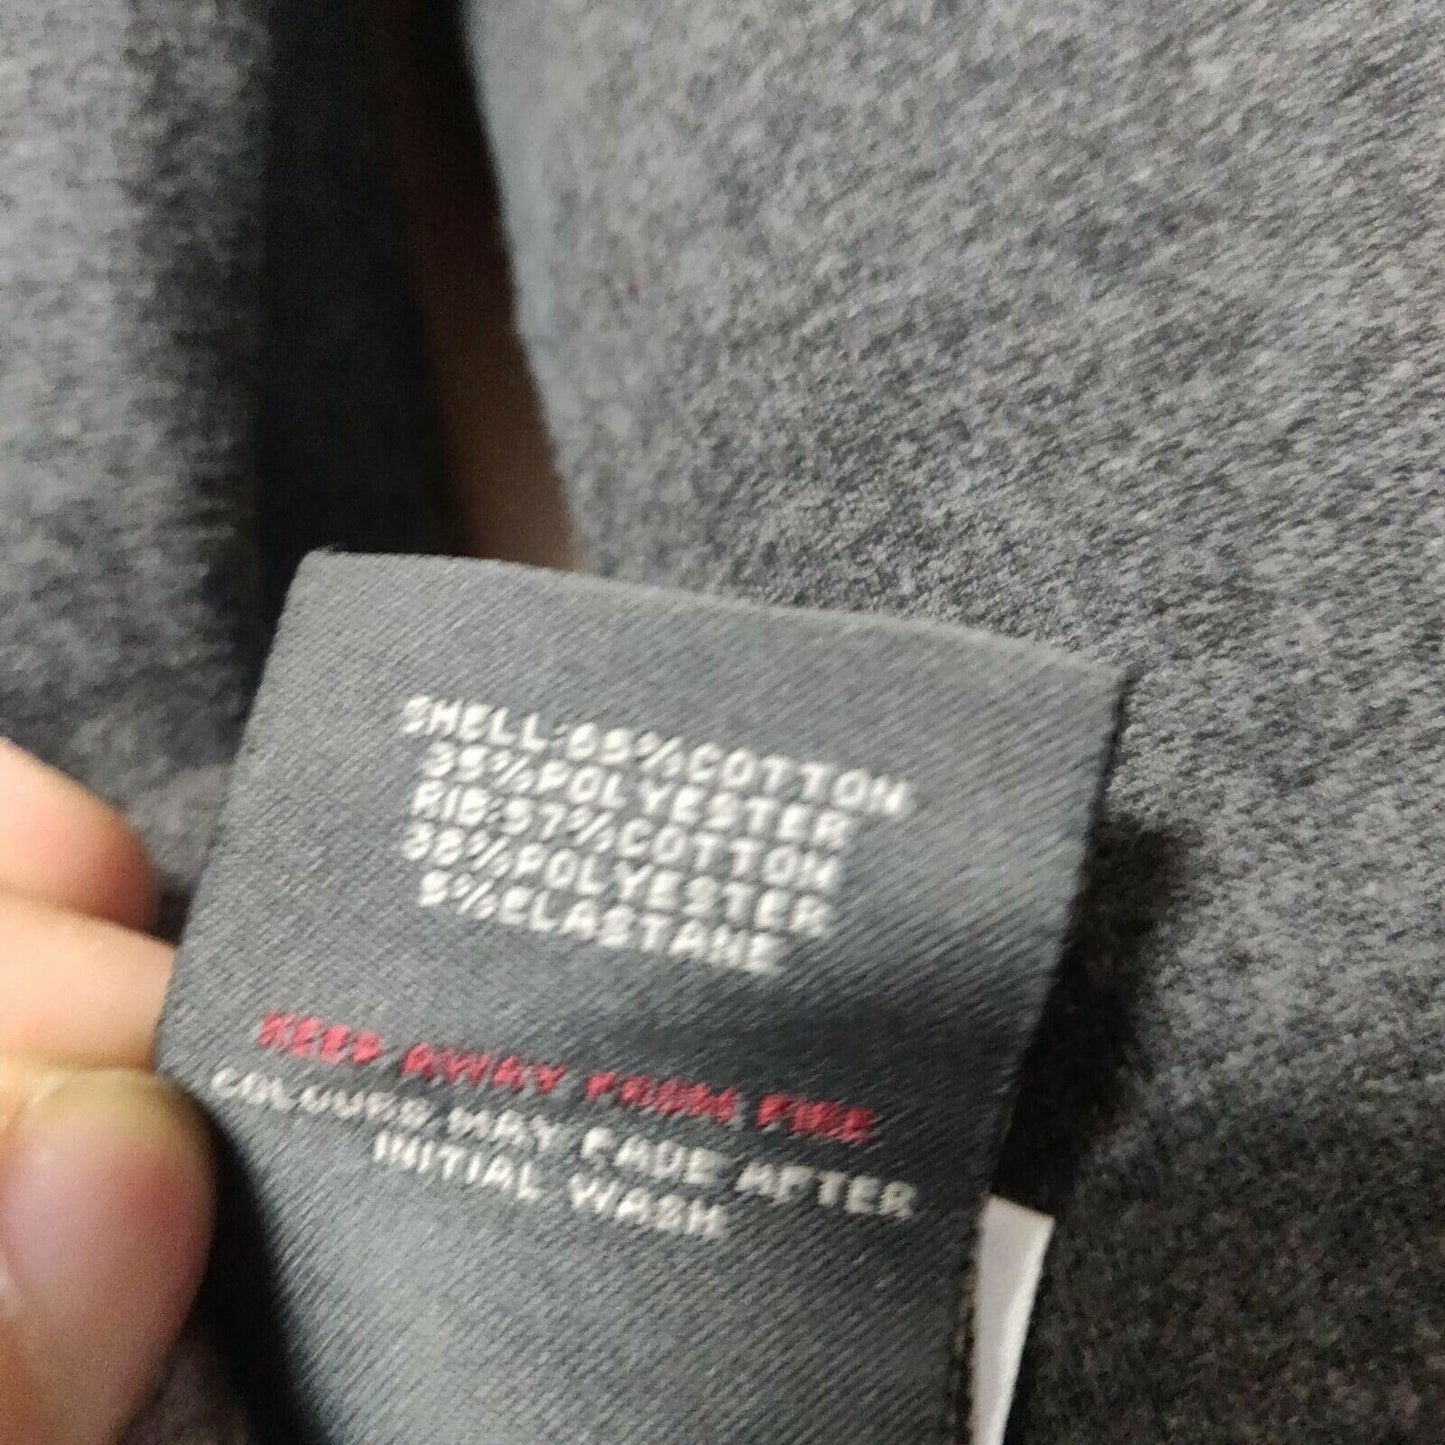 SHELL:65%COTTON
35%POLYESTER
RIB:57%COTTON
38%POLYESTER
5%ELASTANE
KEEP AWAY FROM FIRE
COLOURS MAY FADE AFTER
INITIAL WASH